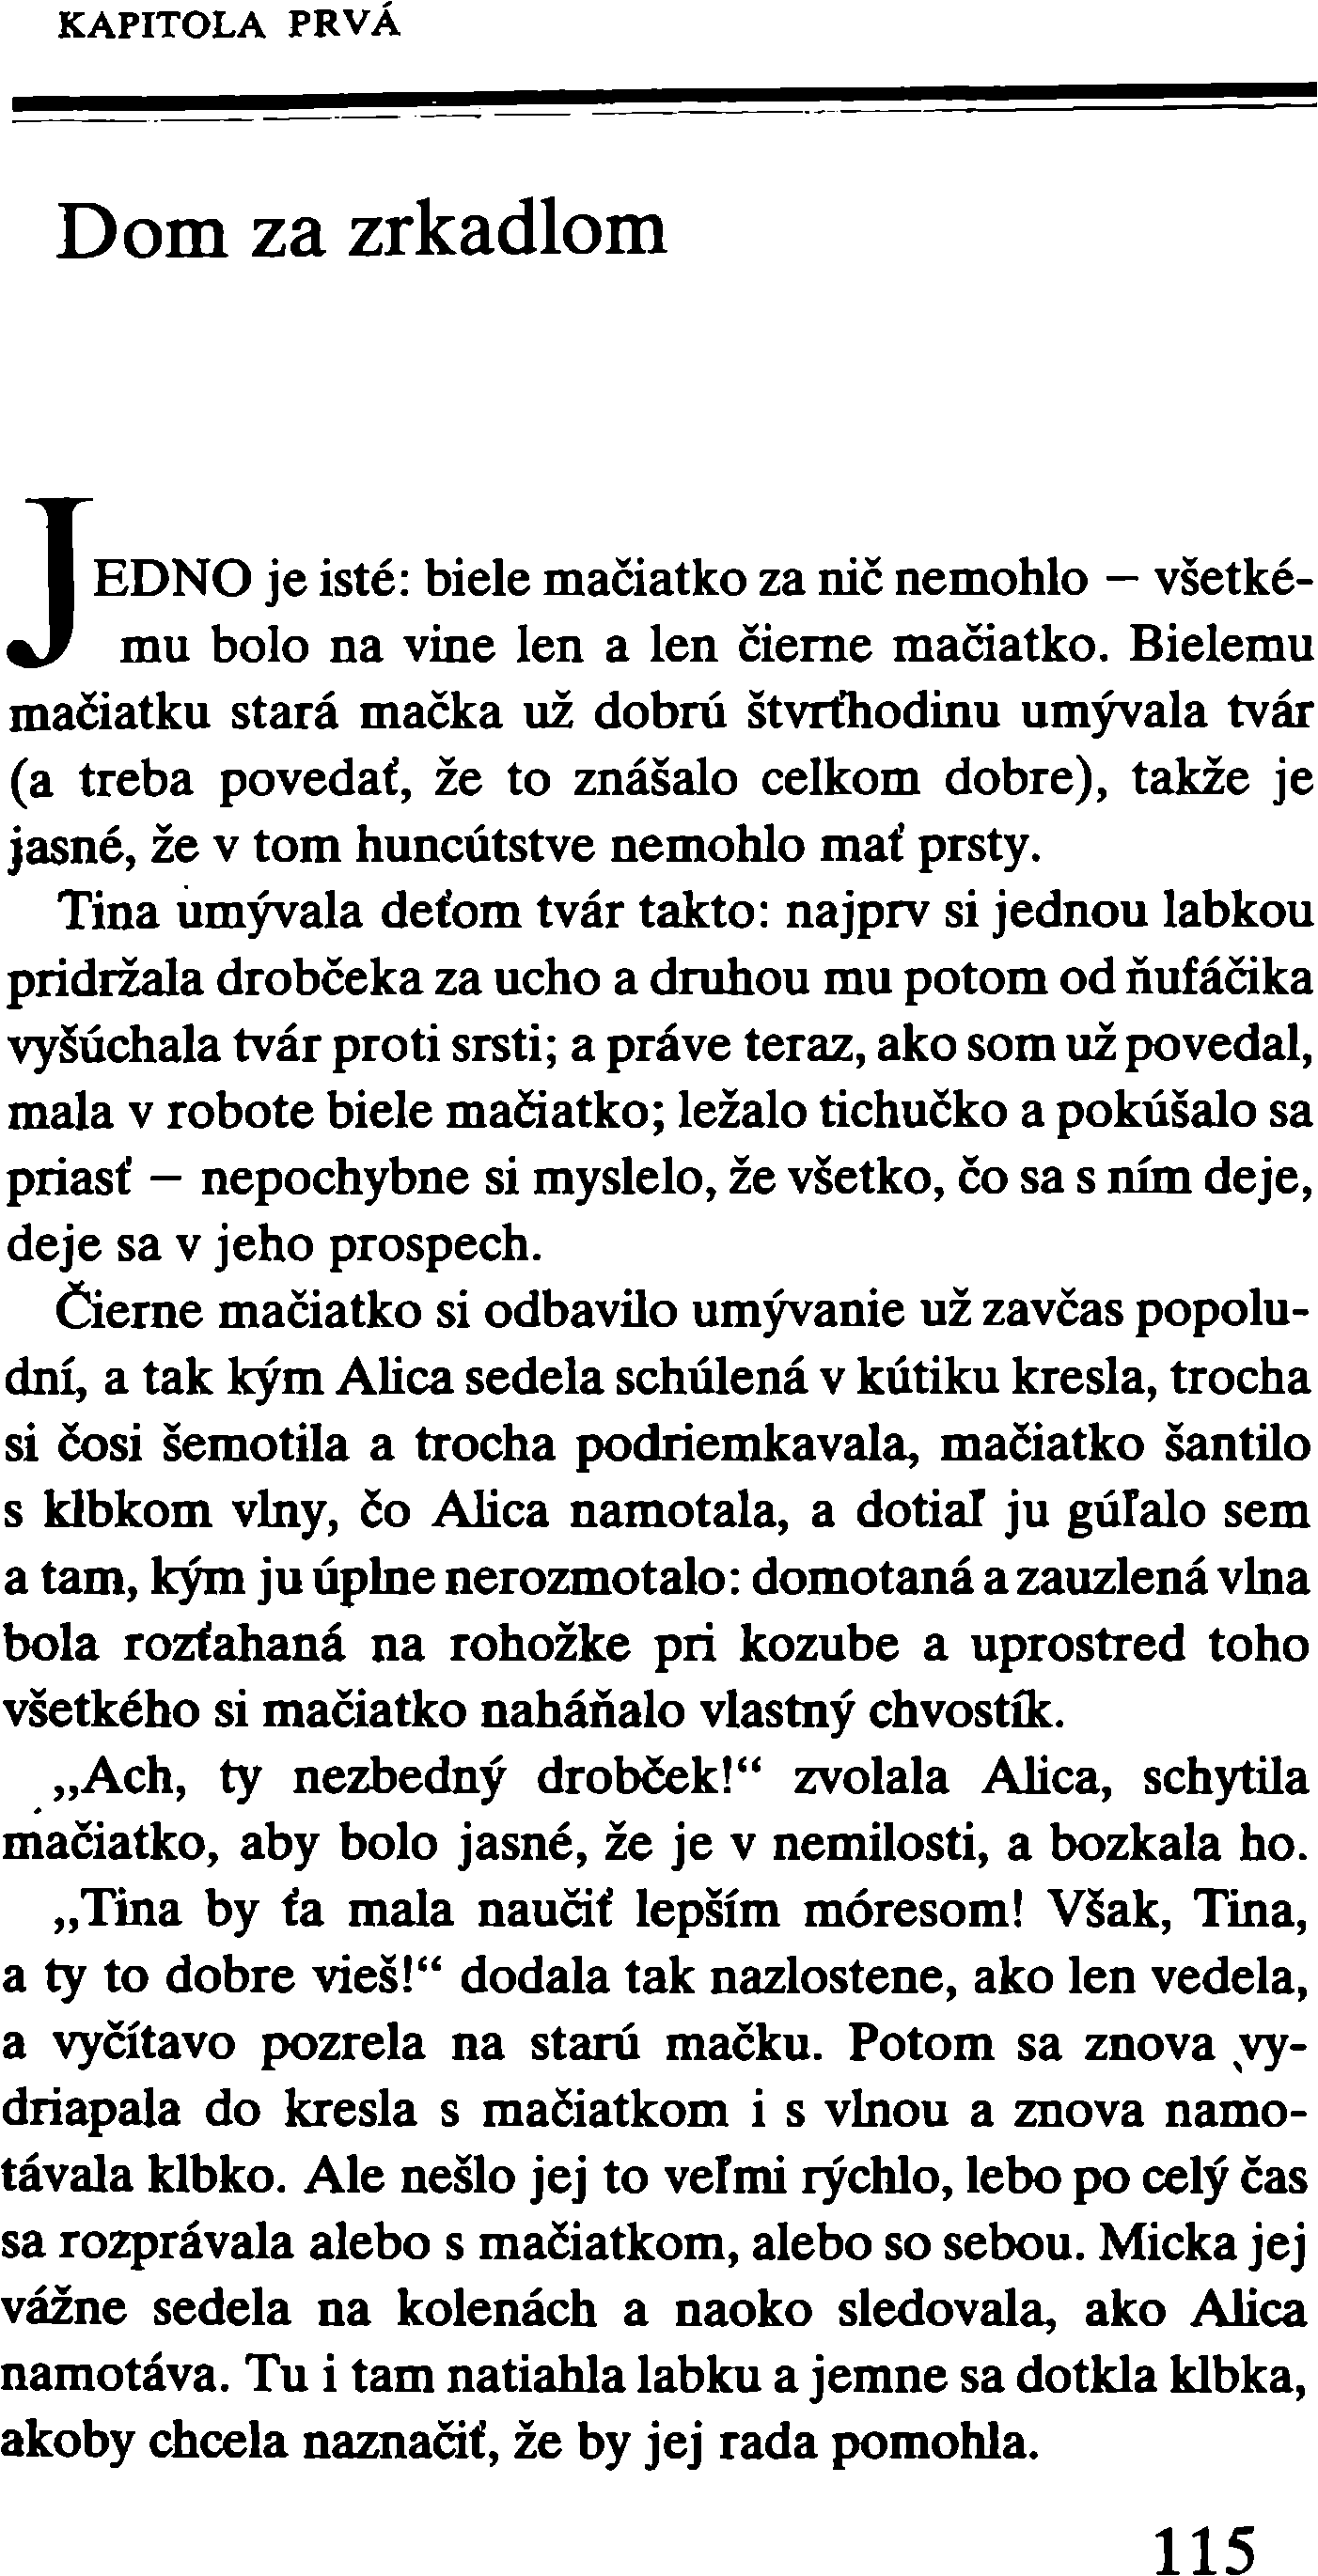 KAPITOLA PRVÁ
Dom za zrkadlom
JEDNO je isté: biele mačiatko za nič nemohlo – všetké-
mu bolo na vine len a len čierne mačiatko. Bielemu
mačiatku stará mačka už dobrú štvrťhodinu umývala tvár
(a treba povedať, že to znášalo celkom dobre), takže je
jasné, že v tom huncútstve nemohlo mať prsty.
Tina umývala deťom tvár takto: najprv si jednou labkou
pridržala drobčeka za ucho a druhou mu potom od ňufáčika
vyšúchala tvár proti srsti; a práve teraz, ako som už povedal,
mala v robote biele mačiatko; ležalo tichučko a pokúšalo sa
priasť – nepochybne si myslelo, že všetko, čo sa s ním deje,
deje sa v jeho prospech.
Čierne mačiatko si odbavilo umývanie už zavčas popolu-
dní, a tak kým Alica sedela schúlená v kútiku kresla, trocha
si čosi šemotila a trocha podriemkavala, mačiatko šantilo
s klbkom vlny, čo Alica namotala, a dotiaľ ju gúľalo sem
a tam, kým ju úplne nerozmotalo: domotaná a zauzlená vlna
bola rozťahaná na rohožke pri kozube a uprostred toho
všetkého si mačiatko naháňalo vlastný chvostík.
„Ach, ty nezbedný drobček!“ zvolala Alica, schytila
mačiatko, aby bolo jasné, že je v nemilosti, a bozkala ho.
„Tina by ťa mala naučiť lepším móresom! Však, Tina,
a ty to dobre vieš!“ dodala tak nazlostene, ako len vedela,
a vyčítavo pozrela na starú mačku. Potom sa znova vy-
driapala do kresla s mačiatkom i s vlnou a znova namo-
távala klbko. Ale nešlo jej to veľmi rýchlo, lebo po celý čas
sa rozprávala alebo s mačiatkom, alebo so sebou. Micka jej
vážne sedela na kolenách a naoko sledovala, ako Alica
namotáva. Tu i tam natiahla labku a jemne sa dotkla klbka,
akoby chcela naznačiť, že by jej rada pomohla.
115